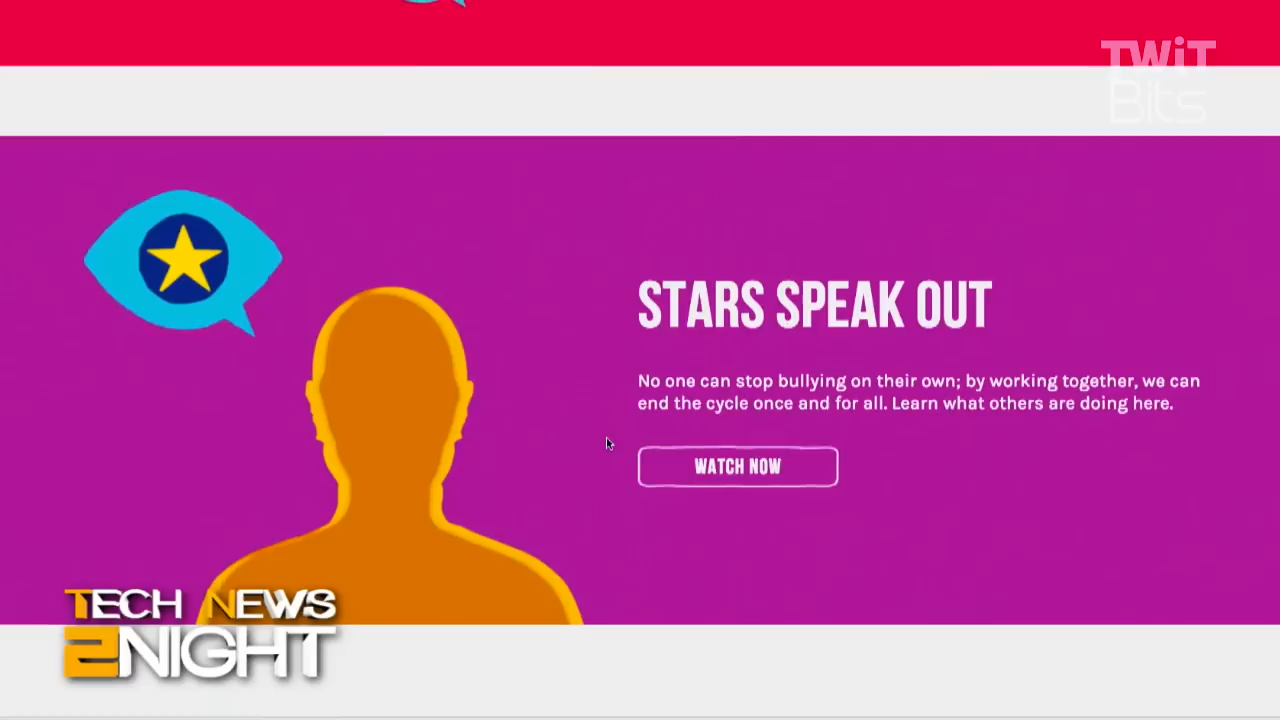 TWiT
Bits
STARS SPEAK OUT
No one can stop bullying on their own; by working together, we can
end the cycle once and for all. Learn what others are doing here.
WATCH NOW
TECH NEWS
2NIGHT